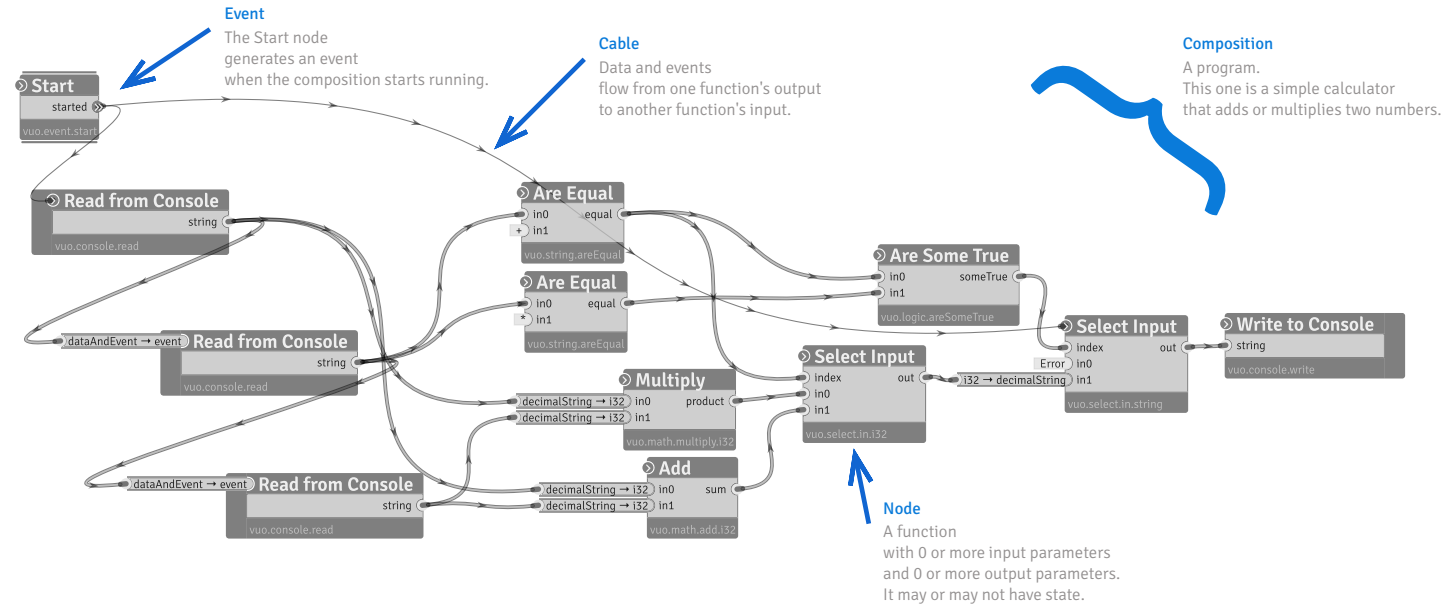 Event
The Start node
generates an event
when the composition starts running.
Cable
Data and events
flow from one function's output
to another function's input.
Composition
A program.
This one is a simple calculator
that adds or multiplies two numbers.
Start
started
vuo.event.start
Read from Console
string
vuo.console.read
Are Equal
in0 equal
+ in1
vuo.string.areEqual
Are Equal
in0 equal
* in1
vuo.string.areEqual
Are Some True
in0 someTrue
in1
vuo.logic.areSomeTrue
dataAndEvent → event
Read from Console
string
vuo.console.read
Select Input
index out
Error in0
i32 → decimalString in1
vuo.select.in.string
Write to Console
string
vuo.console.write
Multiply
decimalString → i32 in0 product
decimalString → i32 in1
vuo.math.multiply.i32
Select Input
index out
in0
in1
vuo.select.in.i32
dataAndEvent → event
Read from Console
string
vuo.console.read
Add
decimalString → i32 in0 sum
decimalString → i32 in1
vuo.math.add.i32
Node
A function
with 0 or more input parameters
and 0 or more output parameters.
It may or may not have state.